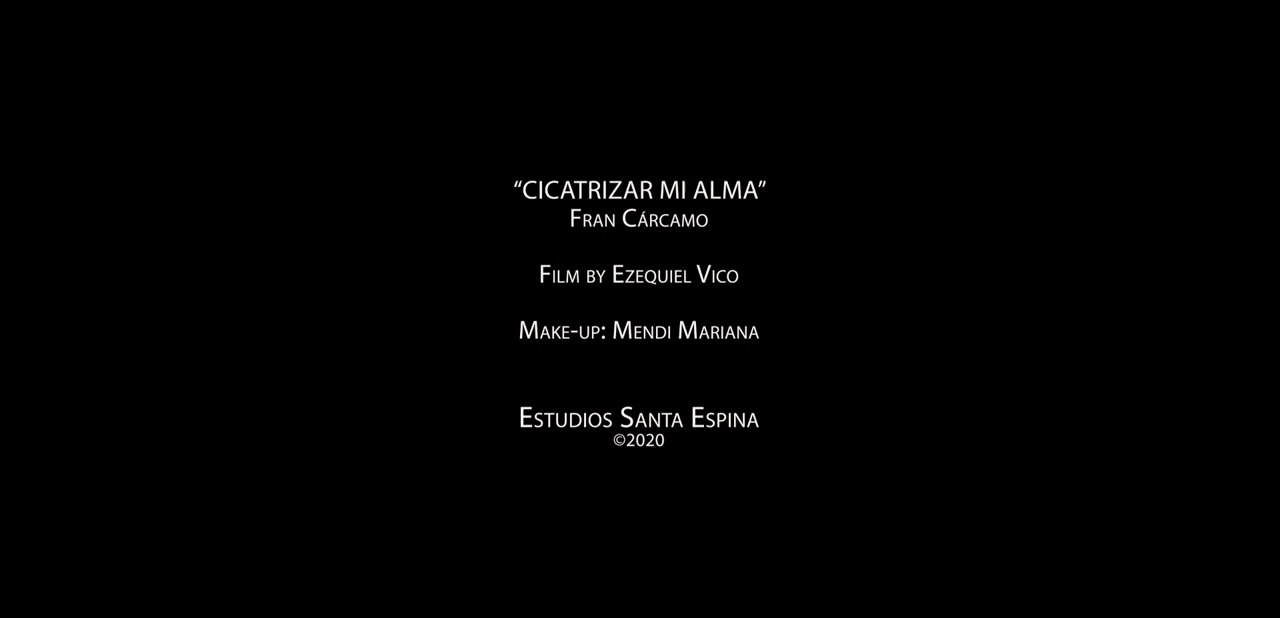 “CICATRIZAR MI ALMA”
Fran Cárcamo
Film by Ezequiel Vico
Make-up: Mendi Mariana
Estudios Santa Espina
©2020